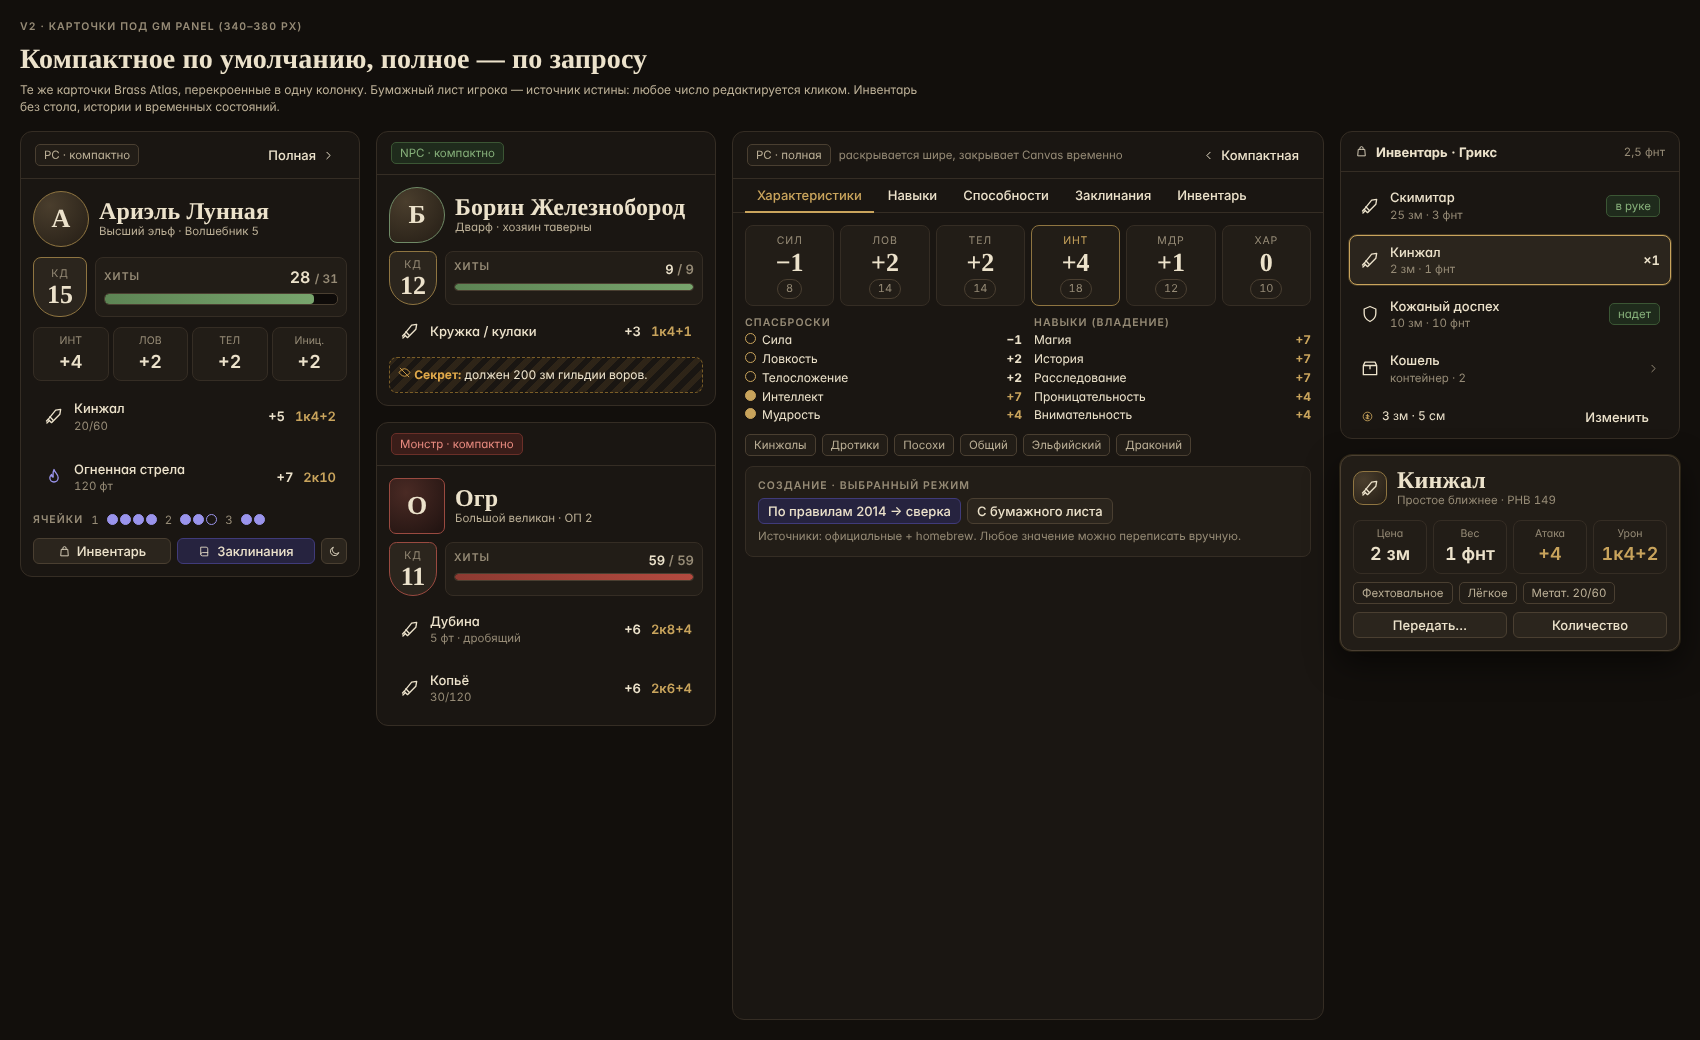 V2 · КАРТОЧКИ ПОД GM PANEL (340–380 PX)
Компактное по умолчанию, полное — по запросу
Те же карточки Brass Atlas, перекроенные в одну колонку. Бумажный лист игрока — источник истины: любое число редактируется кликом. Инвентарь
без стола, истории и временных состояний.
PC · компактно
Полная
А
Ариэль Лунная
Высший эльф · Волшебник 5
КД
15
ХИТЫ
28 / 31
ИНТ
+4
ЛОВ
+2
ТЕЛ
+2
Иниц.
+2
Кинжал
20/60
+5 1к4+2
Огненная стрела
120 фт
+7 2к10
ЯЧЕЙКИ 1 2 3
Инвентарь
Заклинания
NPC · компактно
Б
Борин Железнобород
Дварф · хозяин таверны
КД
12
ХИТЫ
9 / 9
Кружка / кулаки
+3 1к4+1
Секрет: должен 200 зм гильдии воров.
Монстр · компактно
О
Огр
Большой великан · ОП 2
КД
11
ХИТЫ
59 / 59
Дубина
5 фт · дробящий
+6 2к8+4
Копьё
30/120
+6 2к6+4
PC · полная
раскрывается шире, закрывает Canvas временно
Компактная
Характеристики
Навыки
Способности
Заклинания
Инвентарь
СИЛ
−1
8
ЛОВ
+2
14
ТЕЛ
+2
14
ИНТ
+4
18
МДР
+1
12
ХАР
0
10
СПАСБРОСКИ
Сила −1
Ловкость +2
Телосложение +2
Интеллект +7
Мудрость +4
НАВЫКИ (ВЛАДЕНИЕ)
Магия +7
История +7
Расследование +7
Проницательность +4
Внимательность +4
Кинжалы
Дротики
Посохи
Общий
Эльфийский
Драконий
СОЗДАНИЕ · ВЫБРАННЫЙ РЕЖИМ
По правилам 2014 → сверка
С бумажного листа
Источники: официальные + homebrew. Любое значение можно переписать вручную.
Инвентарь · Грикс
2,5 фнт
Скимитар
25 зм · 3 фнт
в руке
Кинжал
2 зм · 1 фнт
×1
Кожаный доспех
10 зм · 10 фнт
надет
Кошель
контейнер · 2
3 зм · 5 см
Изменить
Кинжал
Простое ближнее · PHB 149
Цена
2 зм
Вес
1 фнт
Атака
+4
Урон
1к4+2
Фехтовальное
Лёгкое
Метат. 20/60
Передать...
Количество